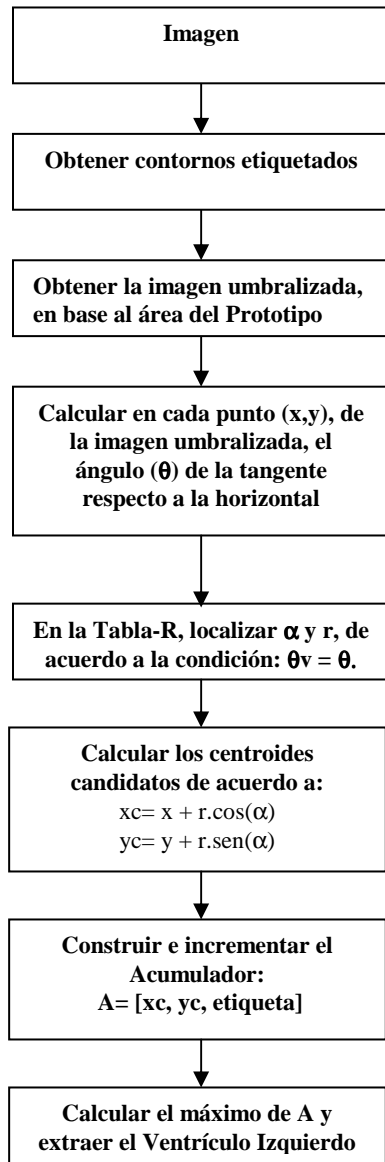 Imagen
Obtener contornos etiquetados
Obtener la imagen umbralizada,
en base al área del Prototipo
Calcular en cada punto (x,y), de
la imagen umbralizada, el
ángulo (θ) de la tangente
respecto a la horizontal
En la Tabla-R, localizar α y r, de
acuerdo a la condición: θv = θ.
Calcular los centroides
candidatos de acuerdo a:
xc= x + r.cos(α)
yc= y + r.sen(α)
Construir e incrementar el
Acumulador:
A= [xc, yc, etiqueta]
Calcular el máximo de A y
extraer el Ventrículo Izquierdo